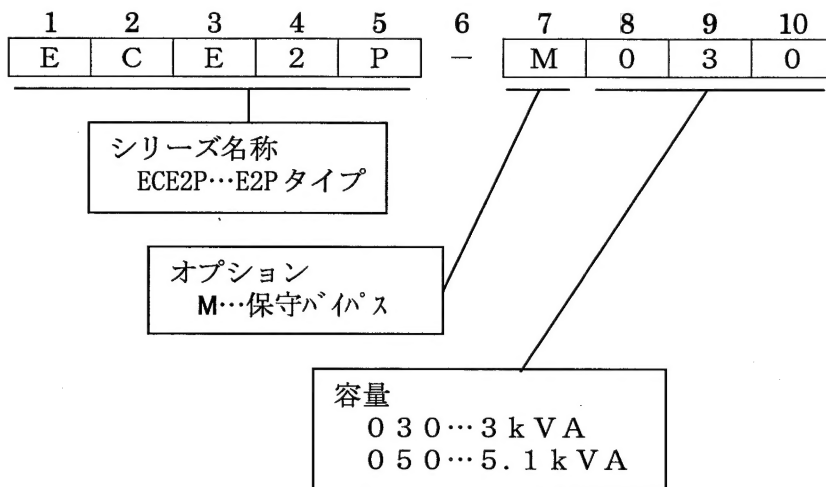 1 2 3 4 5 6 7 8 9 10
E C E 2 P － M 0 3 0
シリーズ名称
ECE2P…E2Pタイプ
オプション
M…保守ﾊﾞｲﾊﾟｽ
容量
０３０…３ｋＶＡ
０５０…５.１ｋＶＡ